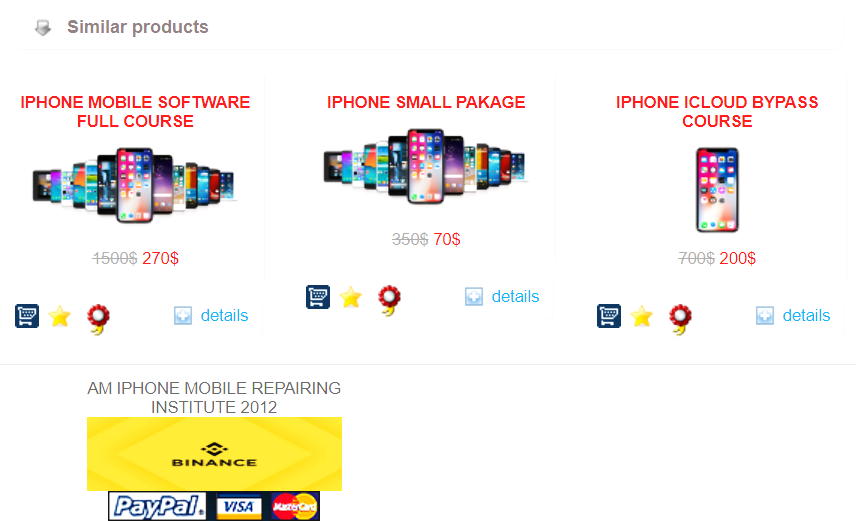 Similar products
IPHONE MOBILE SOFTWARE
FULL COURSE
1500$ 270$
details
IPHONE SMALL PAKAGE
350$ 70$
details
IPHONE ICLOUD BYPASS
COURSE
700$ 200$
details
AM IPHONE MOBILE REPAIRING
INSTITUTE 2012
BINANCE
PayPal VISA MasterCard